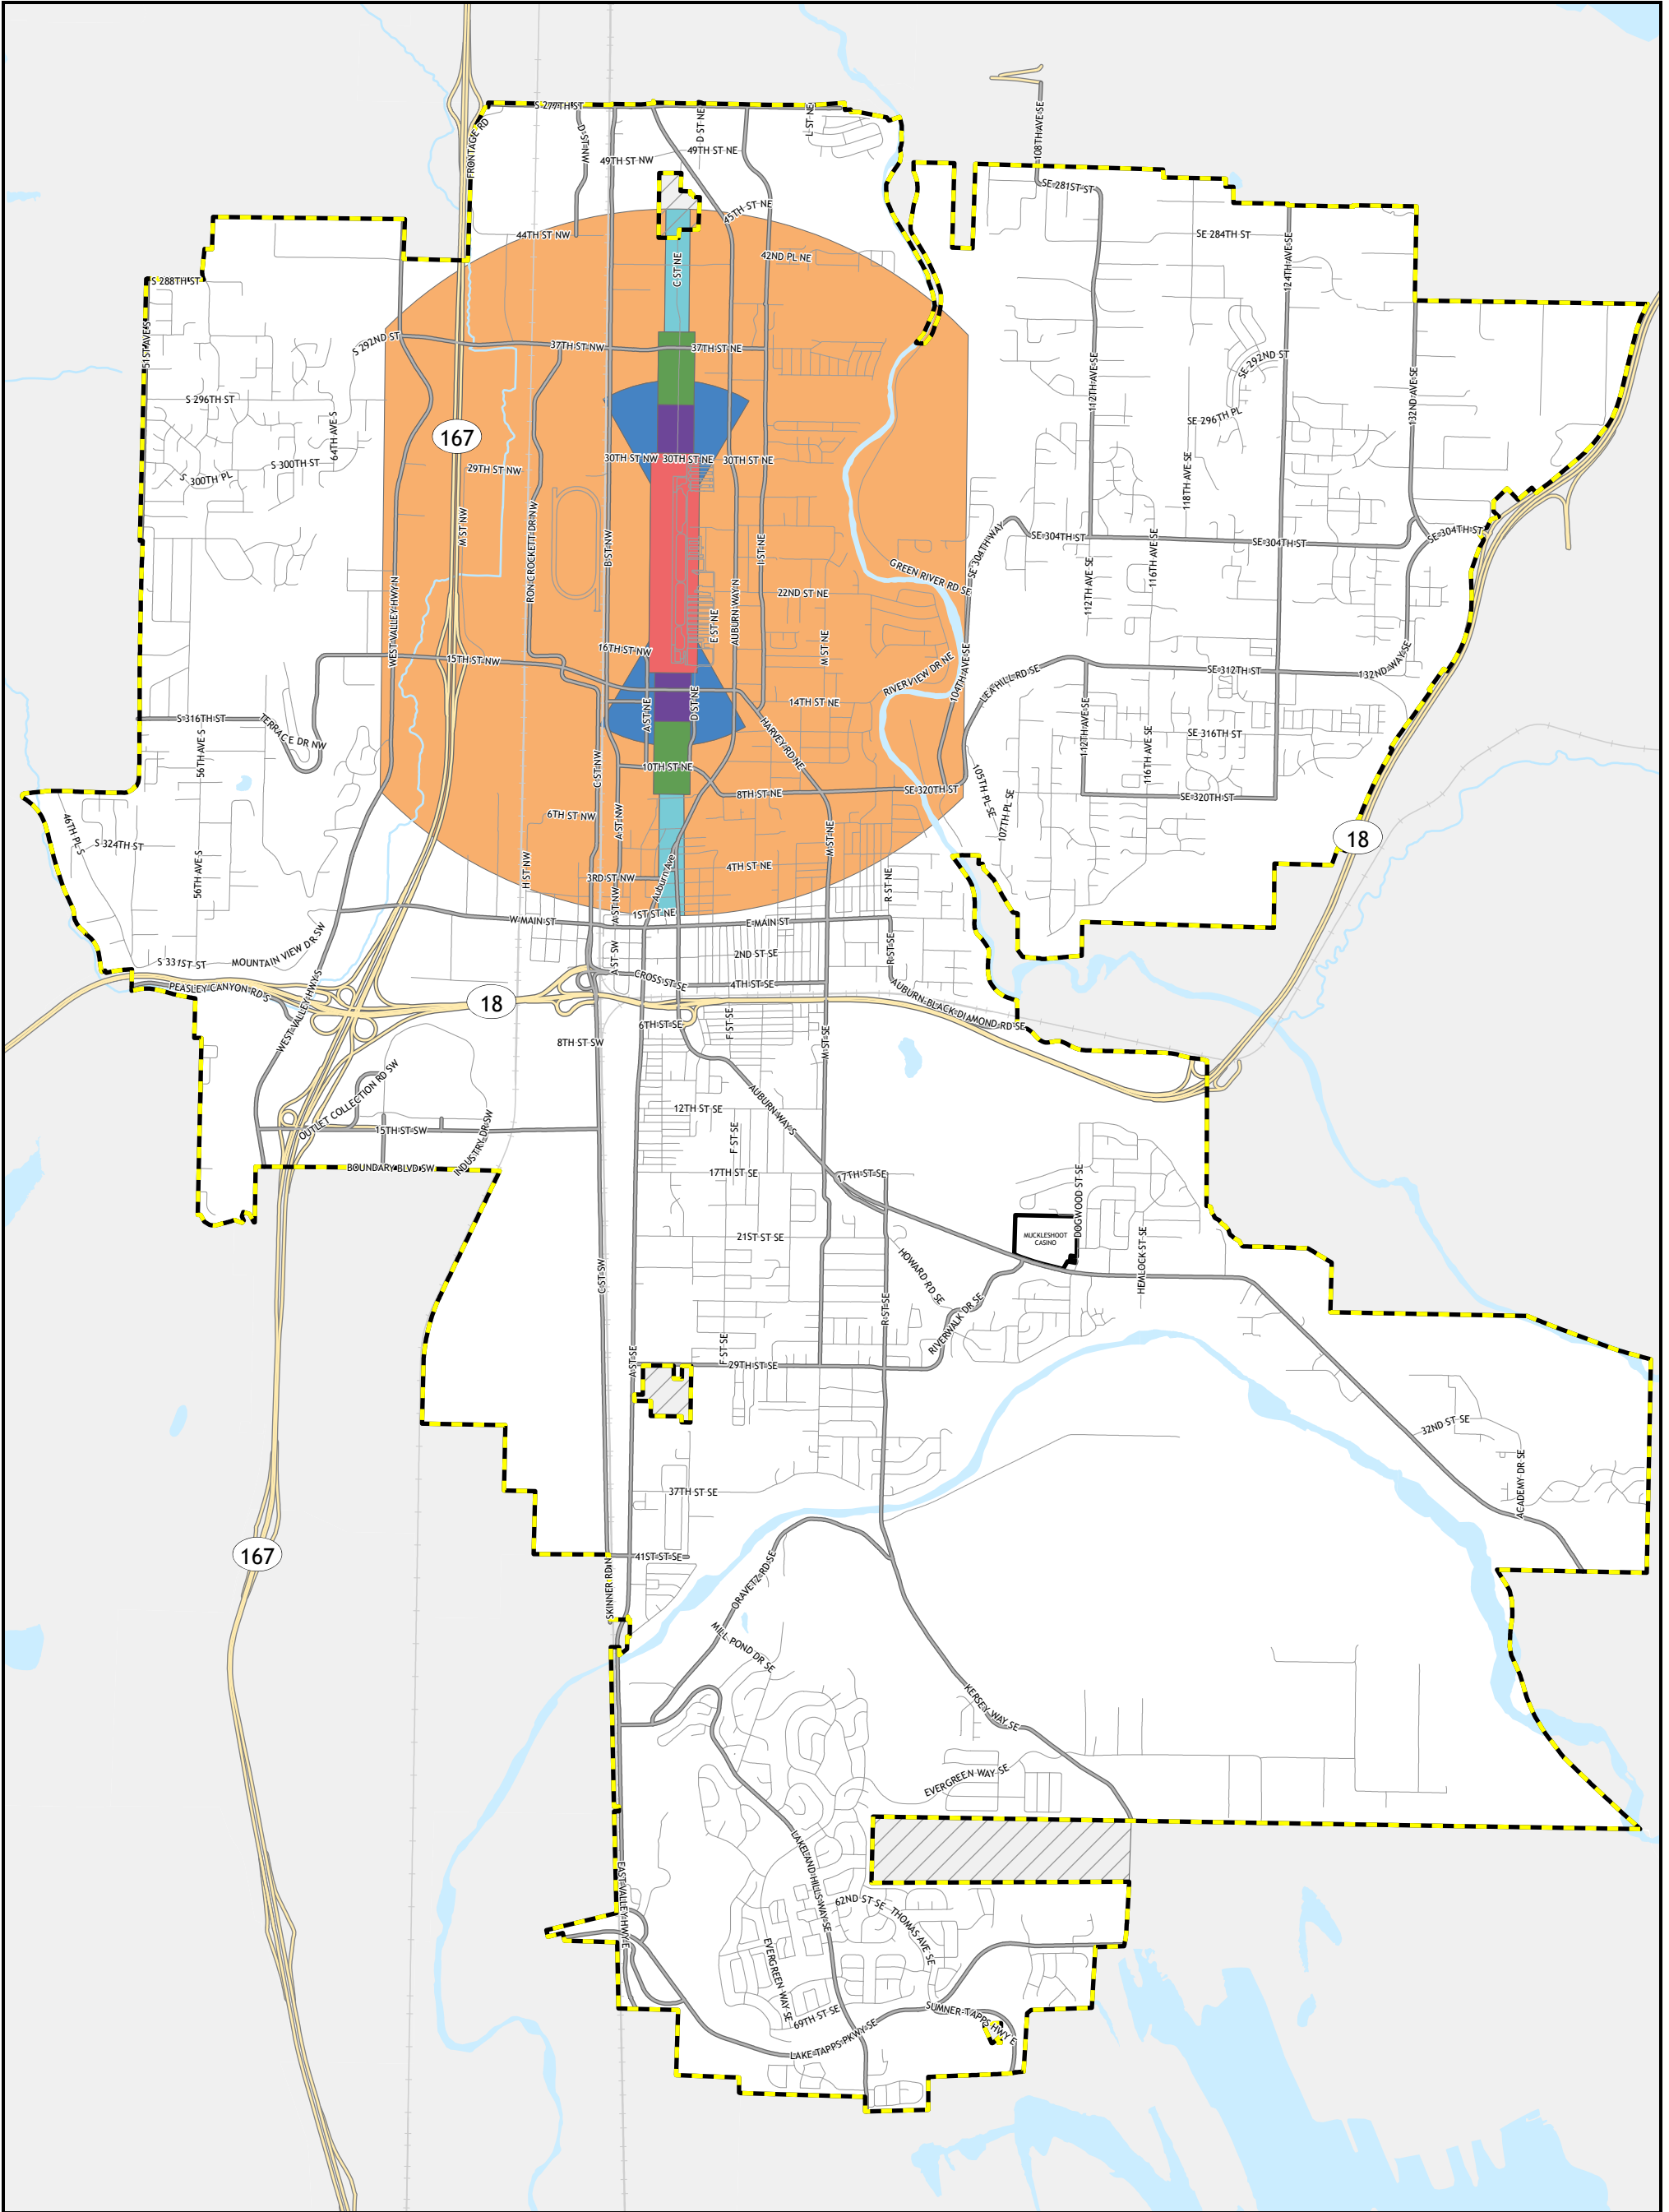 S 277TH ST
D ST NE
L ST NE
FRONTAGE RD
D ST NW
49TH ST NW
49TH ST NE
108TH AVE SE
SE 281ST ST
45TH ST NE
44TH ST NW
SE 284TH ST
124TH AVE SE
42ND PL NE
C ST NE
S 288TH ST
51ST AVE S
S 292ND ST
37TH ST NW
37TH ST NE
SE 292ND ST
112TH AVE SE
132ND AVE SE
S 296TH ST
64TH AVE S
SE 296TH PL
167
30TH ST NW
30TH ST NE
30TH ST NE
S 300TH ST
S 300TH PL
29TH ST NW
118TH AVE SE
M ST NW
RON CROCKETT DR NW
B ST NW
I ST NE
SE 304TH WAY
SE 304TH ST
SE 304TH ST
SE 304TH ST
116TH AVE SE
112TH AVE SE
GREEN RIVER RD SE
22ND ST NE
WEST VALLEY HWY N
E ST NE
AUBURN WAY N
M ST NE
16TH ST NW
15TH ST NW
RIVERVIEW DR NE
104TH AVE SE
LEA HILL RD SE
SE 312TH ST
132ND WAY SE
14TH ST NE
A ST NE
D ST NE
S 316TH ST
TERRACE DR NW
HARVEY RD NE
112TH AVE SE
116TH AVE SE
SE 316TH ST
56TH AVE S
C ST NW
10TH ST NE
8TH ST NE
SE 320TH ST
105TH PL SE
107TH PL SE
SE 320TH ST
46TH PL S
S 324TH ST
6TH ST NW
A ST NW
M ST NE
18
56TH AVE S
H ST NW
3RD ST NW
Auburn Ave
4TH ST NE
R ST NE
A ST NW
1ST ST NE
W MAIN ST
E MAIN ST
MOUNTAIN VIEW DR SW
S 331ST ST
A ST SW
2ND ST SE
R ST SE
PEASLEY CANYON RD S
WEST VALLEY HWY S
18
CROSS ST SE
4TH ST SE
AUBURN BLACK DIAMOND RD SE
6TH ST SE
F ST SE
8TH ST SW
M ST SE
OUTLET COLLECTION RD SW
12TH ST SE
AUBURN WAY S
15TH ST SW
INDUSTRY DR SW
F ST SE
BOUNDARY BLVD SW
17TH ST SE
17TH ST SE
DOGWOOD ST SE
MUCKLESHOOT
CASINO
21ST ST SE
HOWARD RD SE
HEMLOCK ST SE
C ST SW
R ST SE
RIVERWALK DR SE
A ST SE
F ST SE
29TH ST SE
32ND ST SE
ACADEMY DR SE
37TH ST SE
167
41ST ST SE
SKINNER RD N
ORAVETZ RD SE
MILL POND DR SE
KERSEY WAY SE
EVERGREEN WAY SE
LAKELAND HILLS WAY SE
EAST VALLEY HWY E
62ND ST SE
THOMAS AVE SE
EVERGREEN WAY SE
69TH ST SE
SUMNER-TAPPS HWY E
LAKE TAPPS PKWY SE